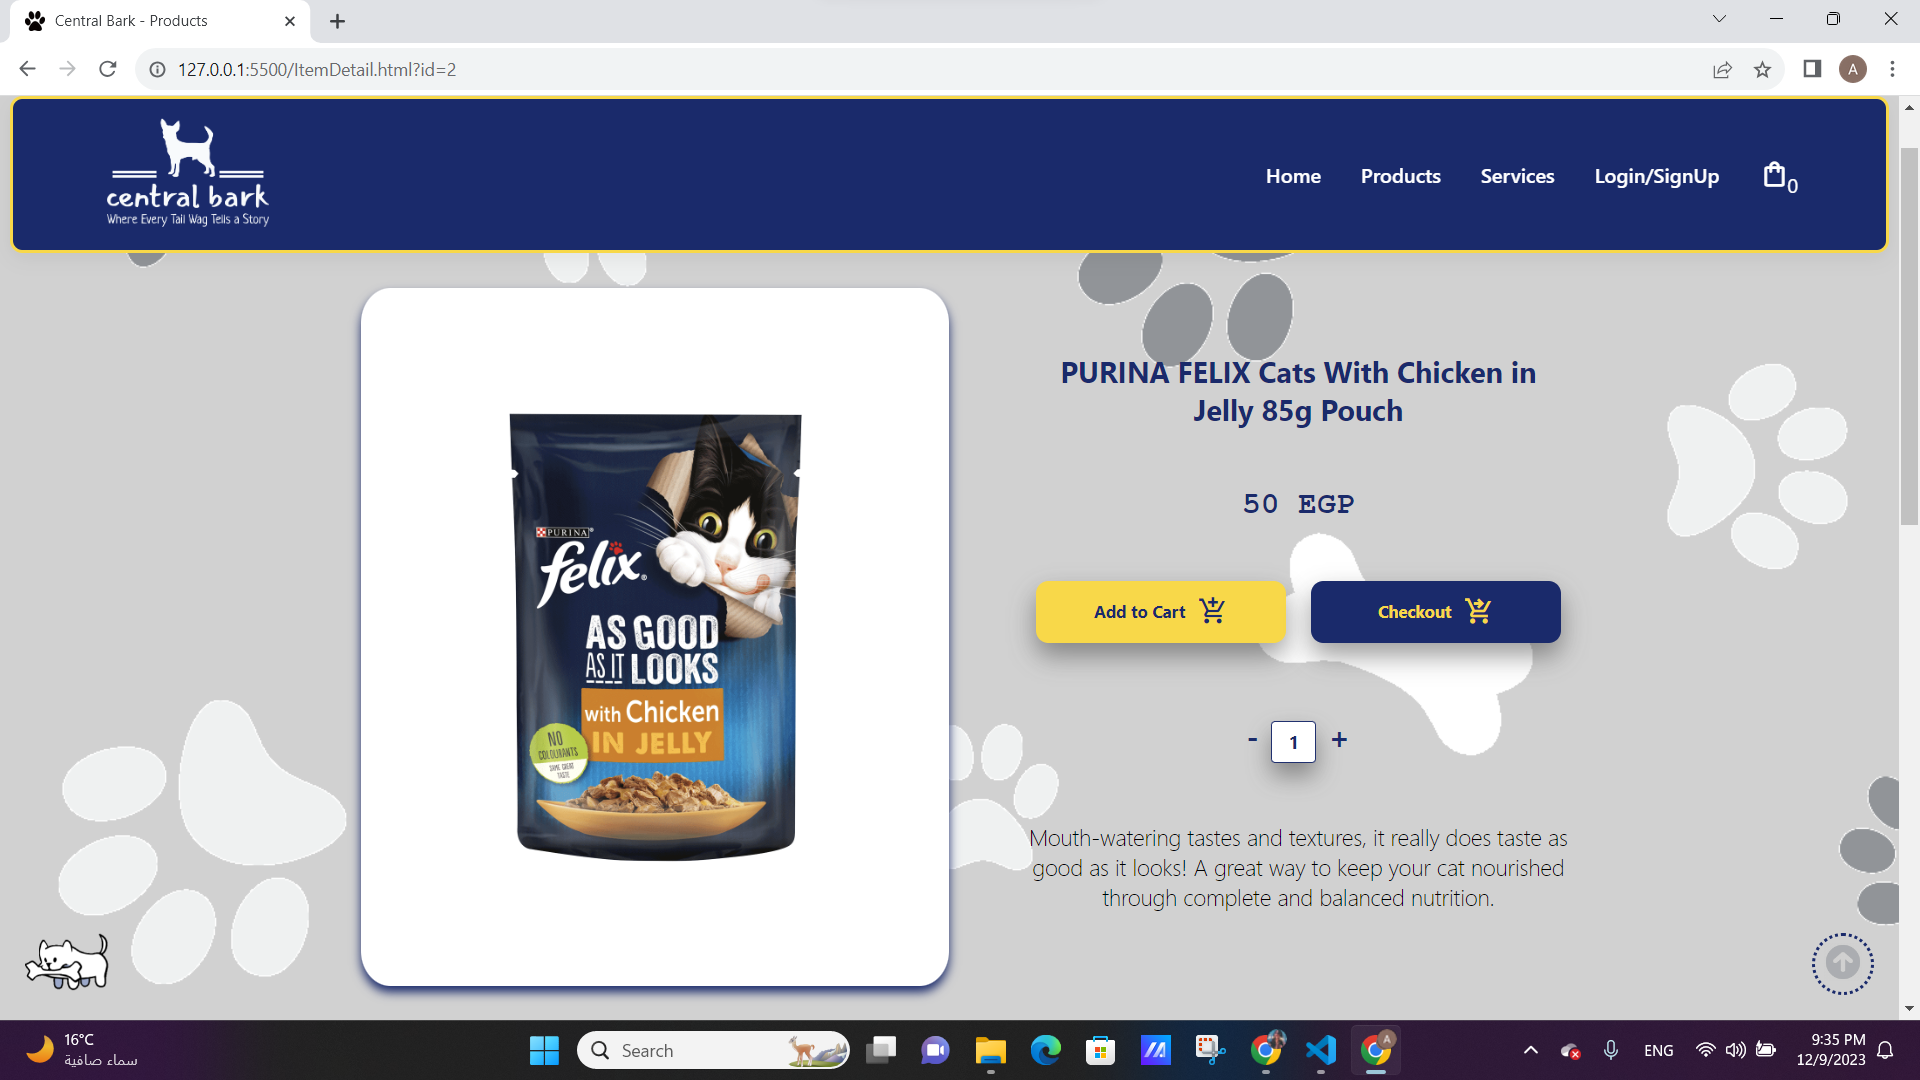 Central Bark - Products
127.0.0.1:5500/ItemDetail.html?id=2
A
central bark
Where Every Tail Wag Tells a Story
Home
Products
Services
Login/SignUp
0
PURINA
felix
AS GOOD
AS IT LOOKS
with Chicken
IN JELLY
NO
COLOURANTS
SAME GREAT
TASTE
PURINA FELIX Cats With Chicken in
Jelly 85g Pouch
50 EGP
Add to Cart
Checkout
- 1 +
Mouth-watering tastes and textures, it really does taste as
good as it looks! A great way to keep your cat nourished
through complete and balanced nutrition.
16°C
سماء صافية
Search
A
ENG
9:35 PM
12/9/2023